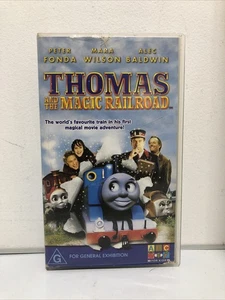 PETER MARA ALEC
FONDA WILSON BALDWIN
THOMAS
AND THE
MAGIC RAILROAD
The world's favourite train in his first
magical movie adventure!
G
FOR GENERAL EXHIBITION
ABC